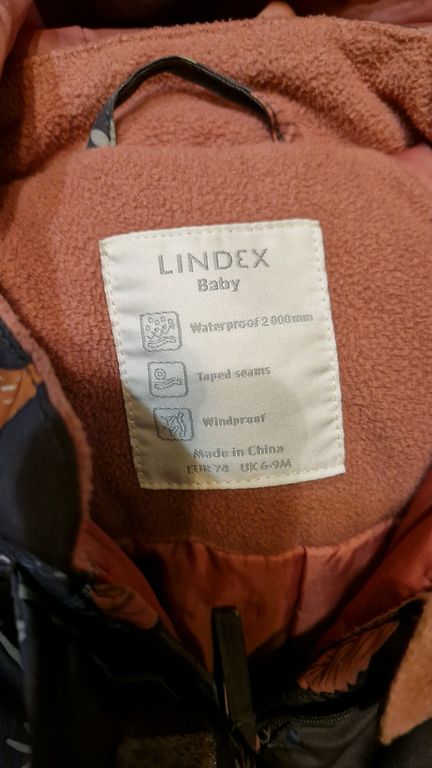 LINDEX
Baby
Waterproof 2 000mm
Taped seams
Windproof
Made in China
EUR 74 UK 6-9M